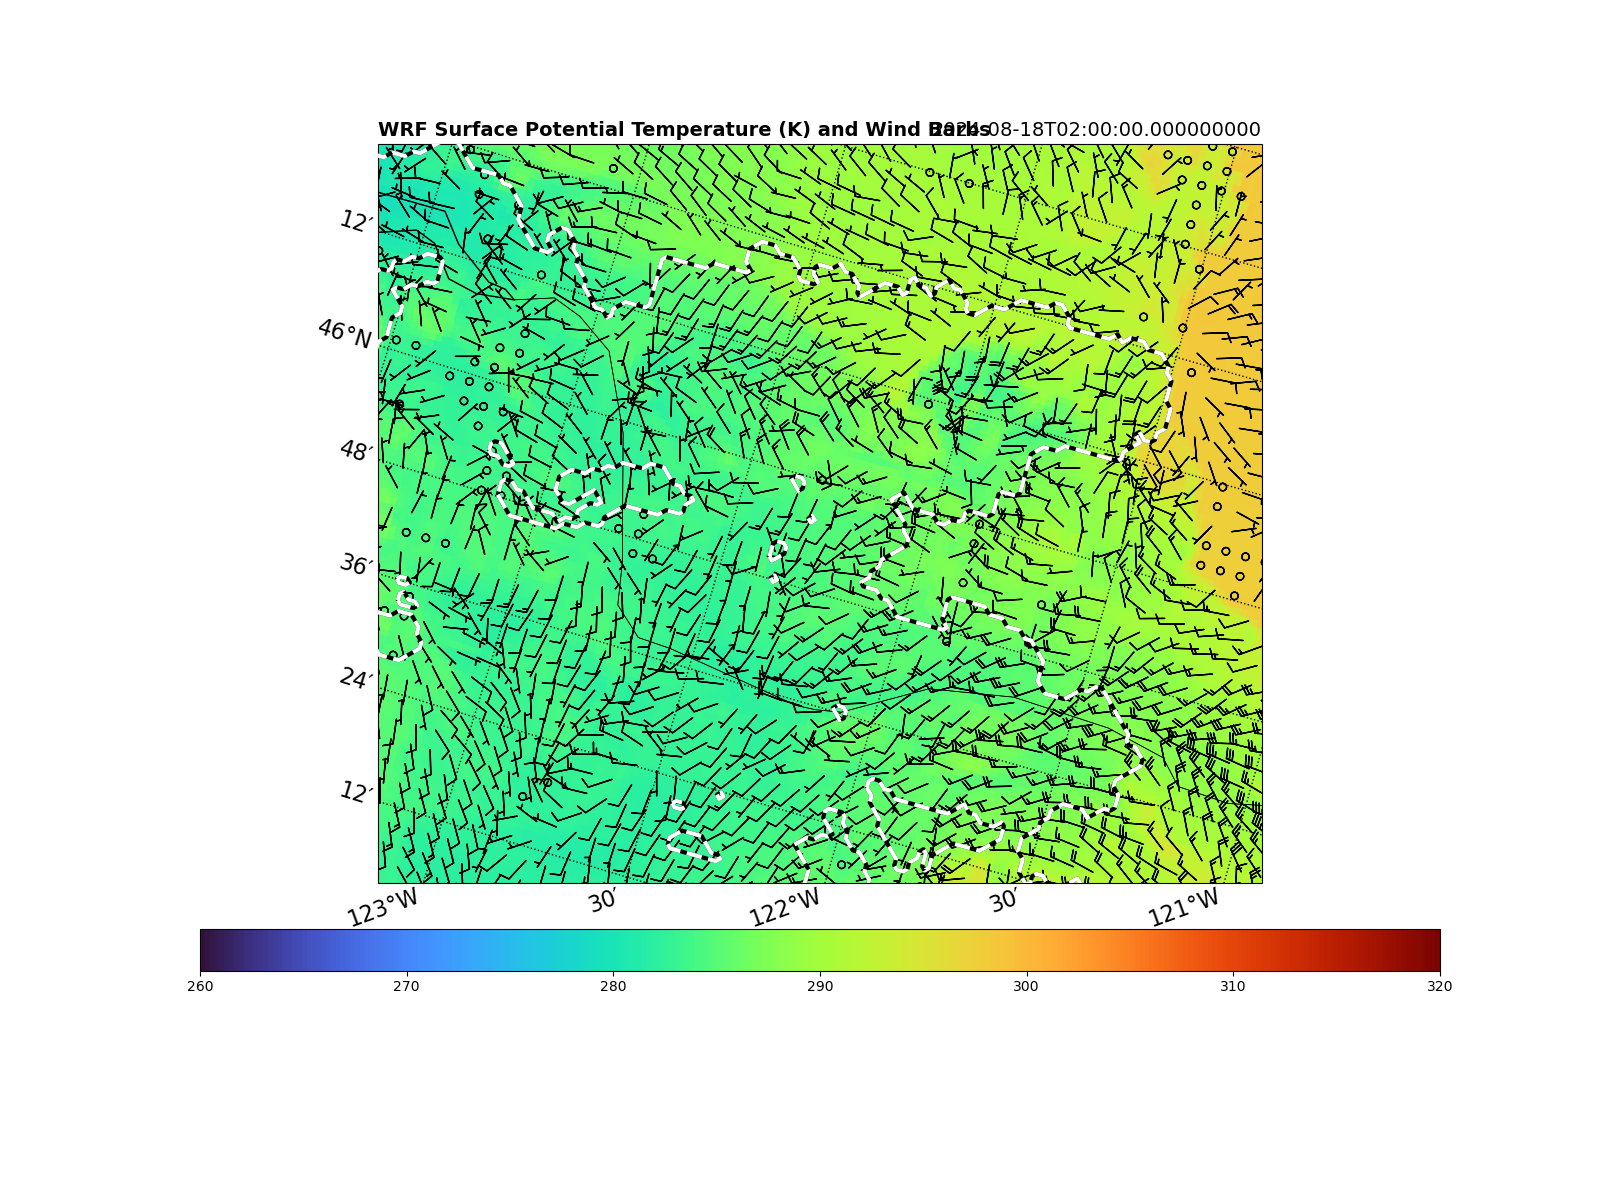 WRF Surface Potential Temperature (K) and Wind Barbs
08-18T02:00:00.000000000
12′
46°N
48′
36′
24′
12′
123°W 30′ 122°W 30′ 121°W
260 270 280 290 300 310 320